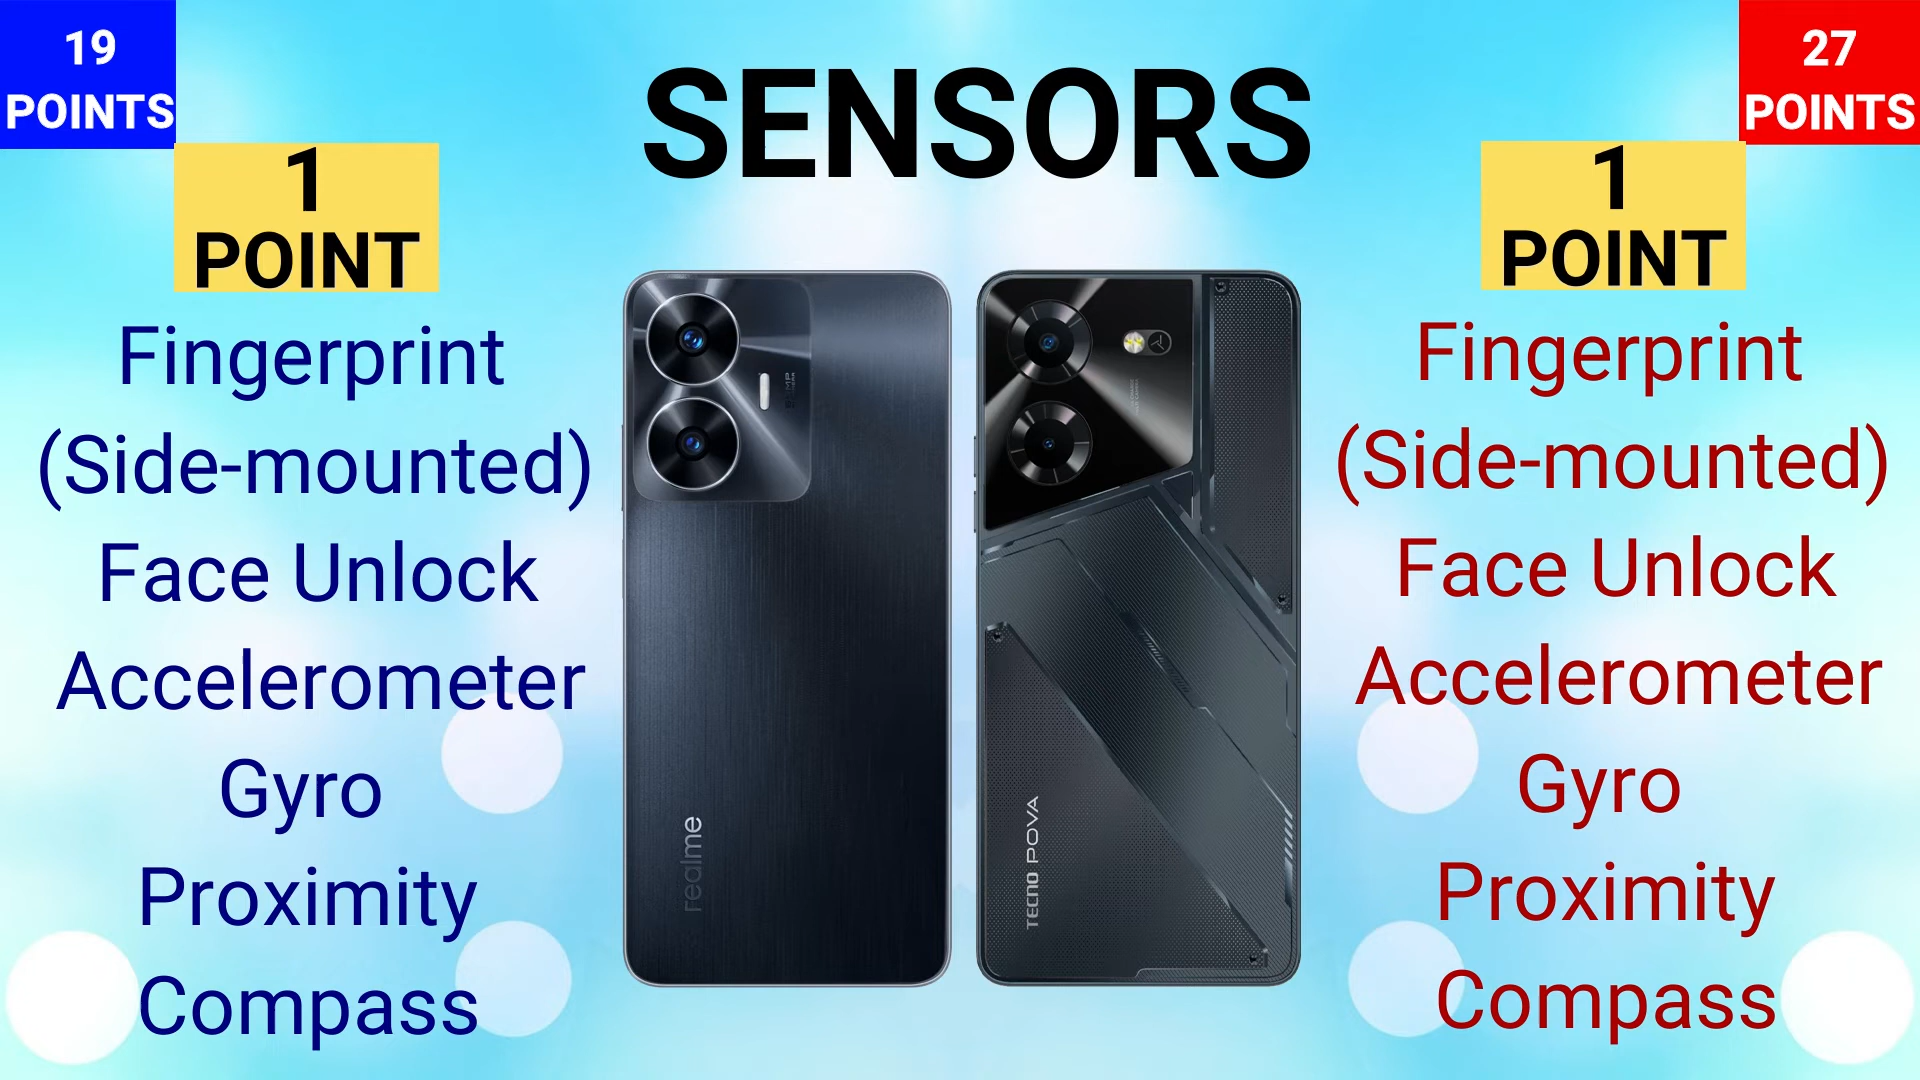 19
POINTS
SENSORS
27
POINTS
1
POINT
1
POINT
Fingerprint
(Side-mounted)
Face Unlock
Accelerometer
Gyro
Proximity
Compass
realme
TECNO POVA
Fingerprint
(Side-mounted)
Face Unlock
Accelerometer
Gyro
Proximity
Compass